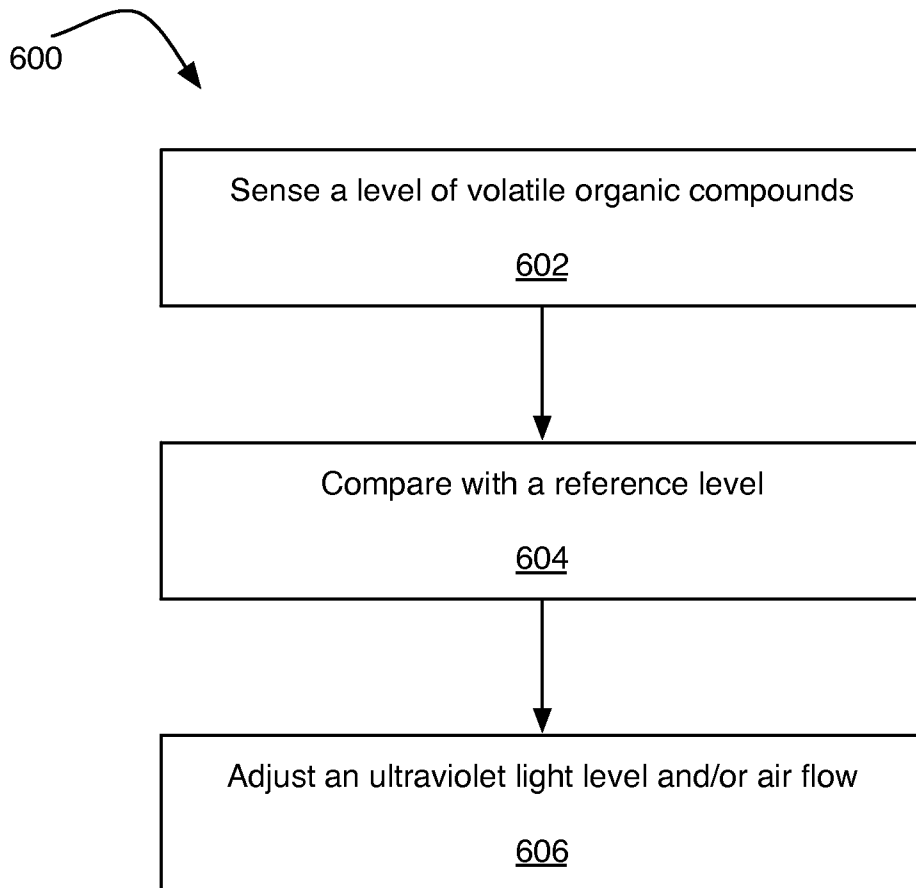 600
Sense a level of volatile organic compounds
602
Compare with a reference level
604
Adjust an ultraviolet light level and/or air flow
606